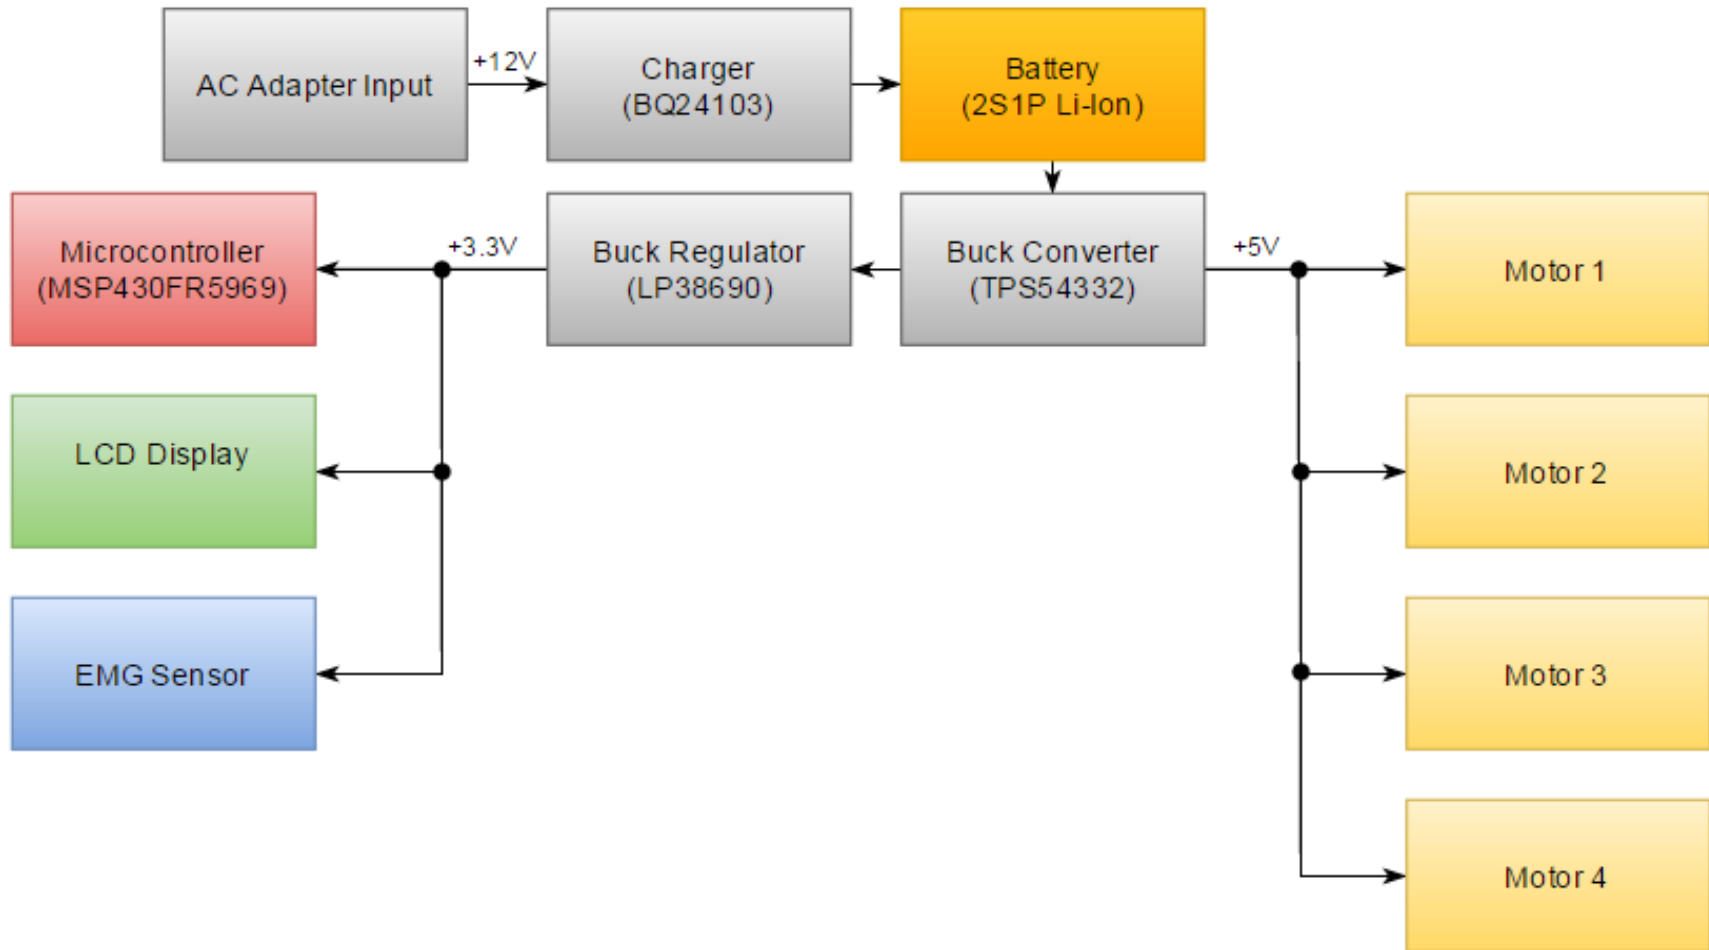 AC Adapter Input
+12V
Charger
(BQ24103)
Battery
(2S1P Li-Ion)
Microcontroller
(MSP430FR5969)
+3.3V
Buck Regulator
(LP38690)
Buck Converter
(TPS54332)
+5V
Motor 1
LCD Display
Motor 2
EMG Sensor
Motor 3
Motor 4